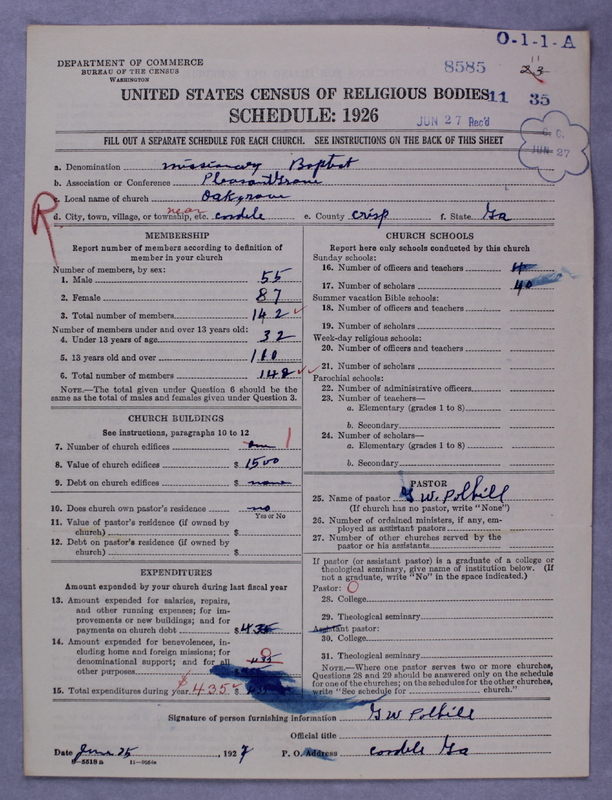 O-1-1-A
DEPARTMENT OF COMMERCE
BUREAU OF THE CENSUS
WASHINGTON
8585
11
23
UNITED STATES CENSUS OF RELIGIOUS BODIES
11 35
SCHEDULE: 1926
JUN 27 Rec'd
C. C.
JUN 27
FILL OUT A SEPARATE SCHEDULE FOR EACH CHURCH. SEE INSTRUCTIONS ON THE BACK OF THIS SHEET
R
a. Denomination missionary Baptist
b. Association or Conference Pleasant Grove
c. Local name of church Oakgrove
d. City, town, village, or township, etc. near cordele e. County crisp f. State Ga
MEMBERSHIP
Report number of members according to definition of
member in your church
Number of members, by sex:
1. Male 55
2. Female 87
3. Total number of members 142
Number of members under and over 13 years old:
4. Under 13 years of age 32
5. 13 years old and over 110
6. Total number of members 142
NOTE.—The total given under Question 6 should be the
same as the total of males and females given under Question 3.
CHURCH BUILDINGS
See instructions, paragraphs 10 to 12
7. Number of church edifices one 1
8. Value of church edifices $ 1500
9. Debt on church edifices $ none
10. Does church own pastor's residence no
Yes or No
11. Value of pastor's residence (if owned by
church) $
12. Debt on pastor's residence (if owned by
church) $
EXPENDITURES
Amount expended by your church during last fiscal year
13. Amount expended for salaries, repairs,
and other running expenses; for im-
provements or new buildings; and for
payments on church debt $ 435
14. Amount expended for benevolences, in-
cluding home and foreign missions; for
denominational support; and for all
other purposes 0
15. Total expenditures during year $435 $
CHURCH SCHOOLS
Report here only schools conducted by this church
Sunday schools:
16. Number of officers and teachers 4
17. Number of scholars 40
Summer vacation Bible schools:
18. Number of officers and teachers
19. Number of scholars
Week-day religious schools:
20. Number of officers and teachers
21. Number of scholars
Parochial schools:
22. Number of administrative officers
23. Number of teachers—
a. Elementary (grades 1 to 8)
b. Secondary
24. Number of scholars—
a. Elementary (grades 1 to 8)
b. Secondary
PASTOR
25. Name of pastor G W. Polhill
(If church has no pastor, write "None")
26. Number of ordained ministers, if any, em-
ployed as assistant pastors
27. Number of other churches served by the
pastor or his assistants
If pastor (or assistant pastor) is a graduate of a college or
theological seminary, give name of institution below. (If
not a graduate, write "No" in the space indicated.)
Pastor: 0
28. College
29. Theological seminary
Assistant pastor:
30. College
31. Theological seminary
NOTE.—Where one pastor serves two or more churches,
Questions 28 and 29 should be answered only on the schedule
for one of the churches; on the schedules for the other churches,
write "See schedule for church."
Signature of person furnishing information G W Polhill
Official title
Date June 25, 1927 P. O. Address cordele Ga
8-5518 a 11-9664a